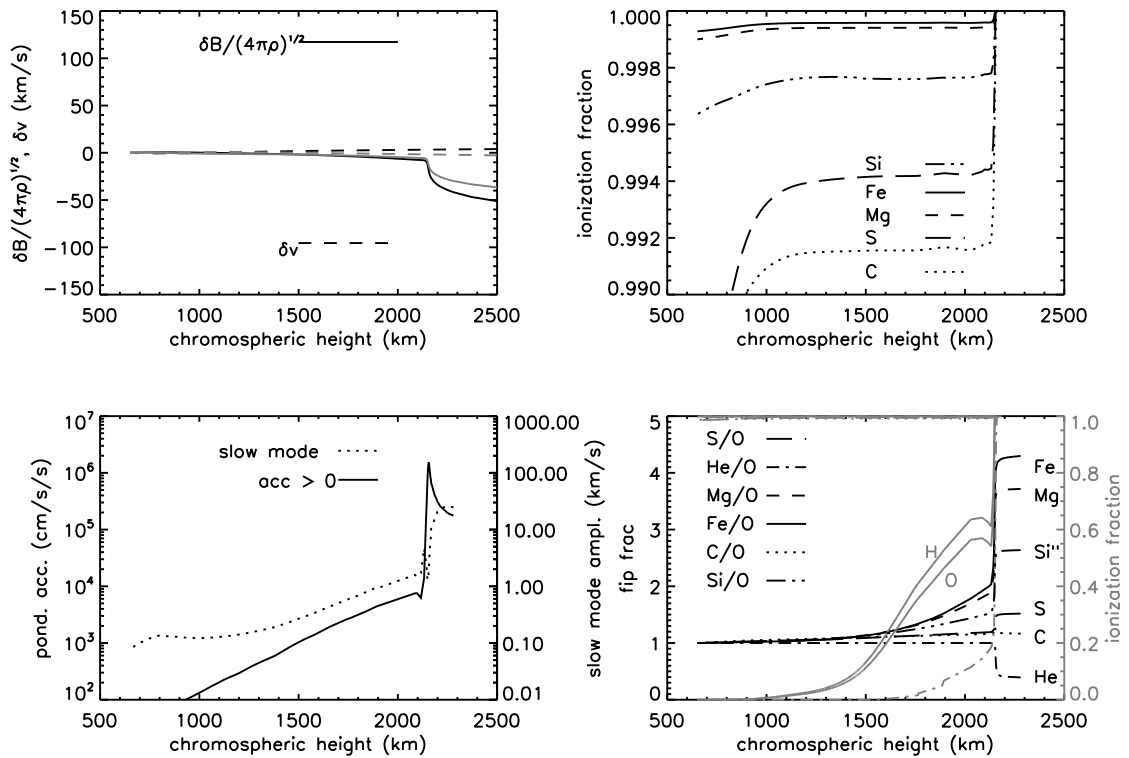 δB/(4πρ)^1/2, δv (km/s)
150
100
50
0
−50
−100
−150
δB/(4πρ)^1/2
δv
500 1000 1500 2000 2500
chromospheric height (km)
ionization fraction
1.000
0.998
0.996
0.994
0.992
0.990
Si
Fe
Mg
S
C
500 1000 1500 2000 2500
chromospheric height (km)
pond. acc. (cm/s/s)
10^7
10^6
10^5
10^4
10^3
10^2
slow mode
acc > 0
1000.00
100.00
10.00
1.00
0.10
0.01
slow mode ampl. (km/s)
500 1000 1500 2000 2500
chromospheric height (km)
fip frac
5
4
3
2
1
0
S/O
He/O
Mg/O
Fe/O
C/O
Si/O
H
O
Fe
Mg
Si''
S
C
He
1.0
0.8
0.6
0.4
0.2
0.0
ionization fraction
500 1000 1500 2000 2500
chromospheric height (km)